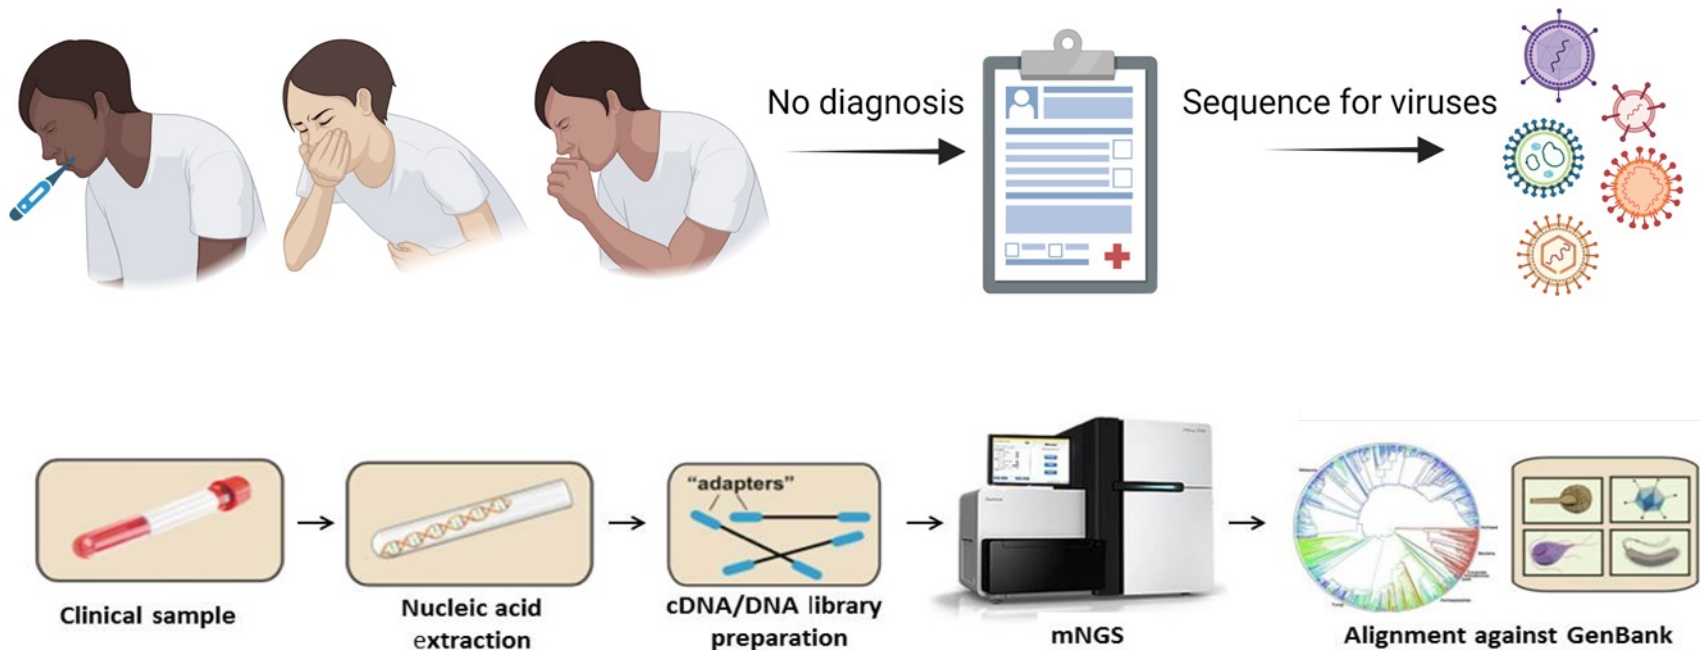 No diagnosis
Sequence for viruses
"adapters"
Clinical sample
Nucleic acid
extraction
cDNA/DNA library
preparation
mNGS
Alignment against GenBank